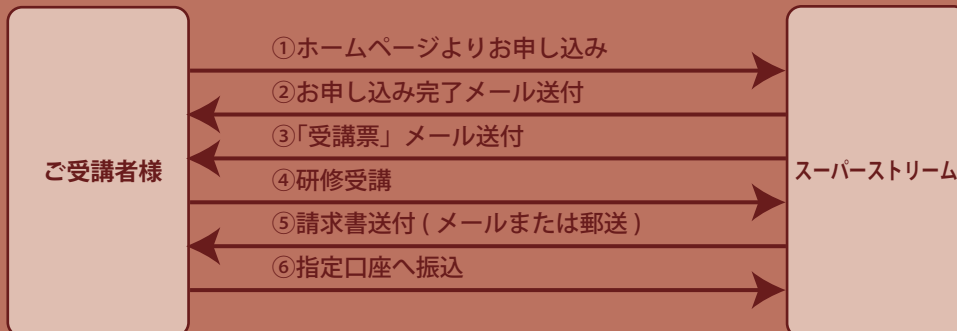 ①ホームページよりお申し込み
②お申し込み完了メール送付
③「受講票」メール送付
ご受講者様
スーパーストリーム
④研修受講
⑤請求書送付 ( メールまたは郵送 )
⑥指定口座へ振込